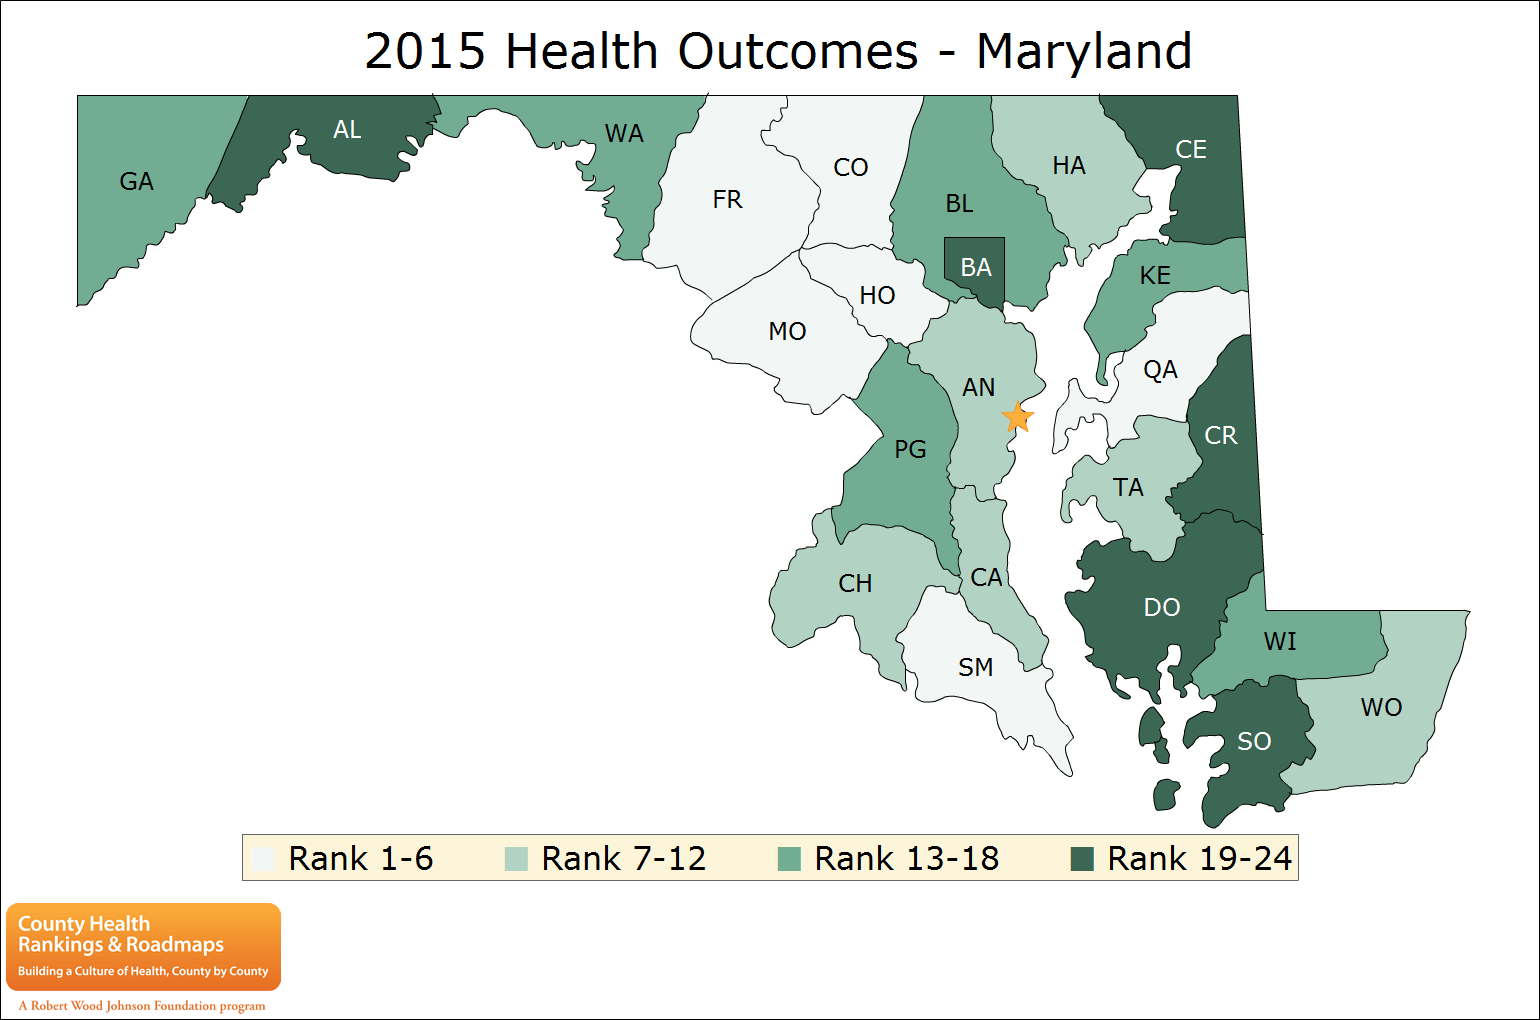 2015 Health Outcomes - Maryland
GA
AL
WA
FR
CO
BL
HA
CE
BA
KE
HO
MO
QA
AN
CR
PG
TA
CH
CA
DO
WI
SM
WO
SO
Rank 1-6 Rank 7-12 Rank 13-18 Rank 19-24
County Health
Rankings & Roadmaps
Building a Culture of Health, County by County
A Robert Wood Johnson Foundation program